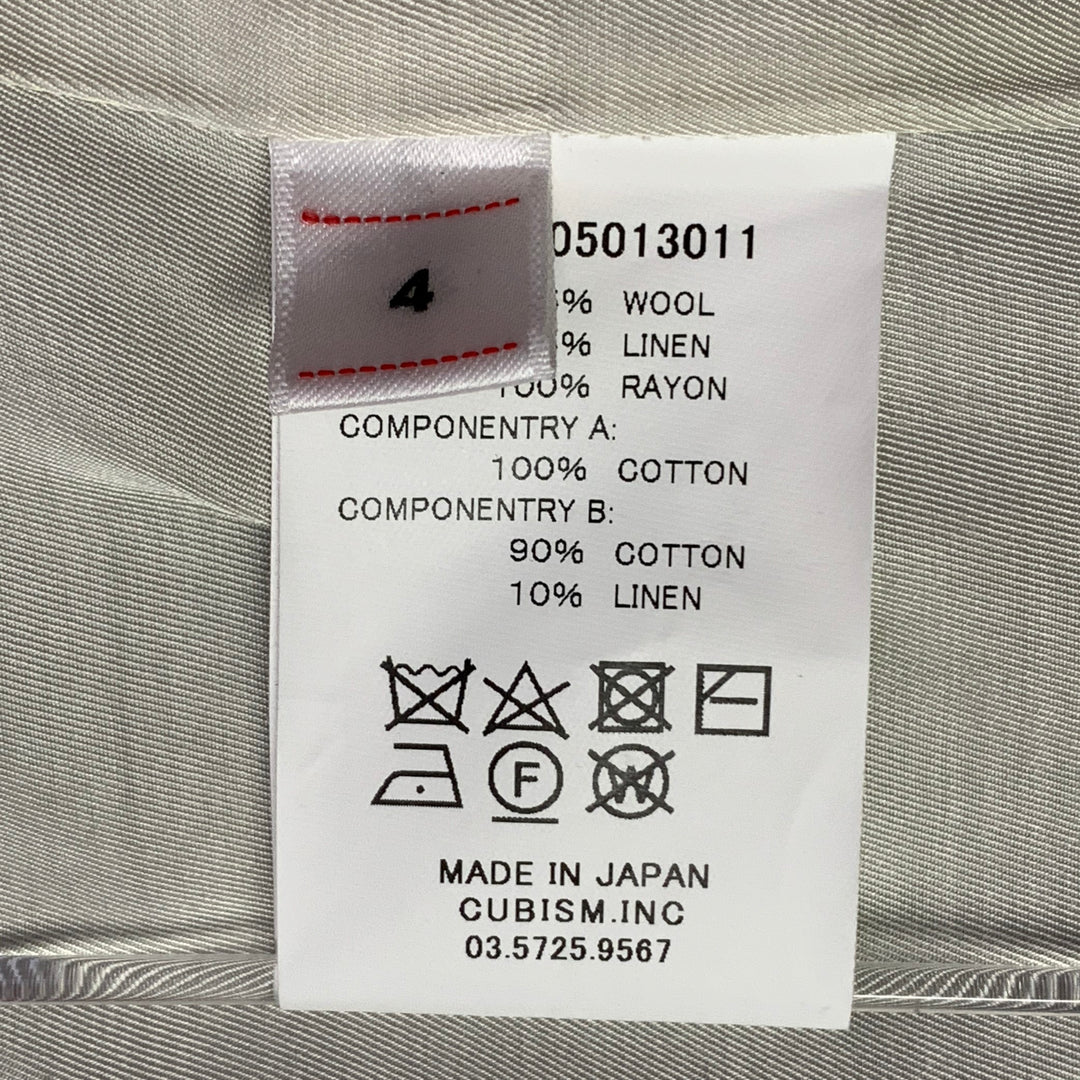 4
05013011
% WOOL
% LINEN
100% RAYON
COMPONENTRY A:
100% COTTON
COMPONENTRY B:
90% COTTON
10% LINEN
F
W
MADE IN JAPAN
CUBISM.INC
03.5725.9567